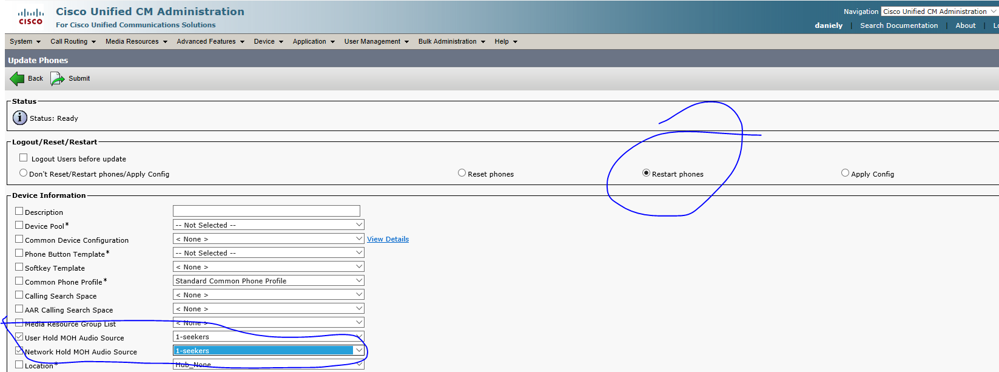 Cisco Unified CM Administration
Navigation Cisco Unified CM Administration
CISCO
For Cisco Unified Communications Solutions
daniely | Search Documentation | About |
System Call Routing Media Resources Advanced Features Device Application User Management Bulk Administration Help
Update Phones
Back Submit
Status
Status: Ready
Logout/Reset/Restart
Logout Users before update
Don't Reset/Restart phones/Apply Config Reset phones Restart phones Apply Config
Device Information
Description
Device Pool* -- Not Selected --
Common Device Configuration < None > View Details
Phone Button Template* -- Not Selected --
Softkey Template < None >
Common Phone Profile* Standard Common Phone Profile
Calling Search Space < None >
AAR Calling Search Space < None >
Media Resource Group List < None >
User Hold MOH Audio Source 1-seekers
Network Hold MOH Audio Source 1-seekers
Location* Hub_None